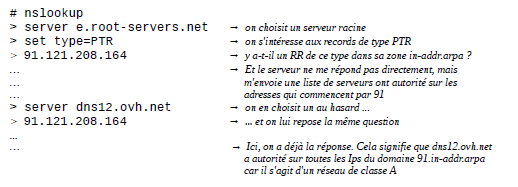 # nslookup
> server e.root-servers.net → on choisit un serveur racine
> set type=PTR → on s'intéresse aux records de type PTR
> 91.121.208.164 → y a-t-il un RR de ce type dans sa zone in-addr.arpa ?
... → Et le serveur ne me répond pas directement, mais
... m'envoie une liste de serveurs ont autorité sur les
... adresses qui commencent par 91
> server dns12.ovh.net → on en choisit un au hasard ...
> 91.121.208.164 → ... et on lui repose la même question
...
... → Ici, on a déjà la réponse. Cela signifie que dns12.ovh.net
a autorité sur toutes les Ips du domaine 91.in-addr.arpa
car il s'agit d'un réseau de classe A